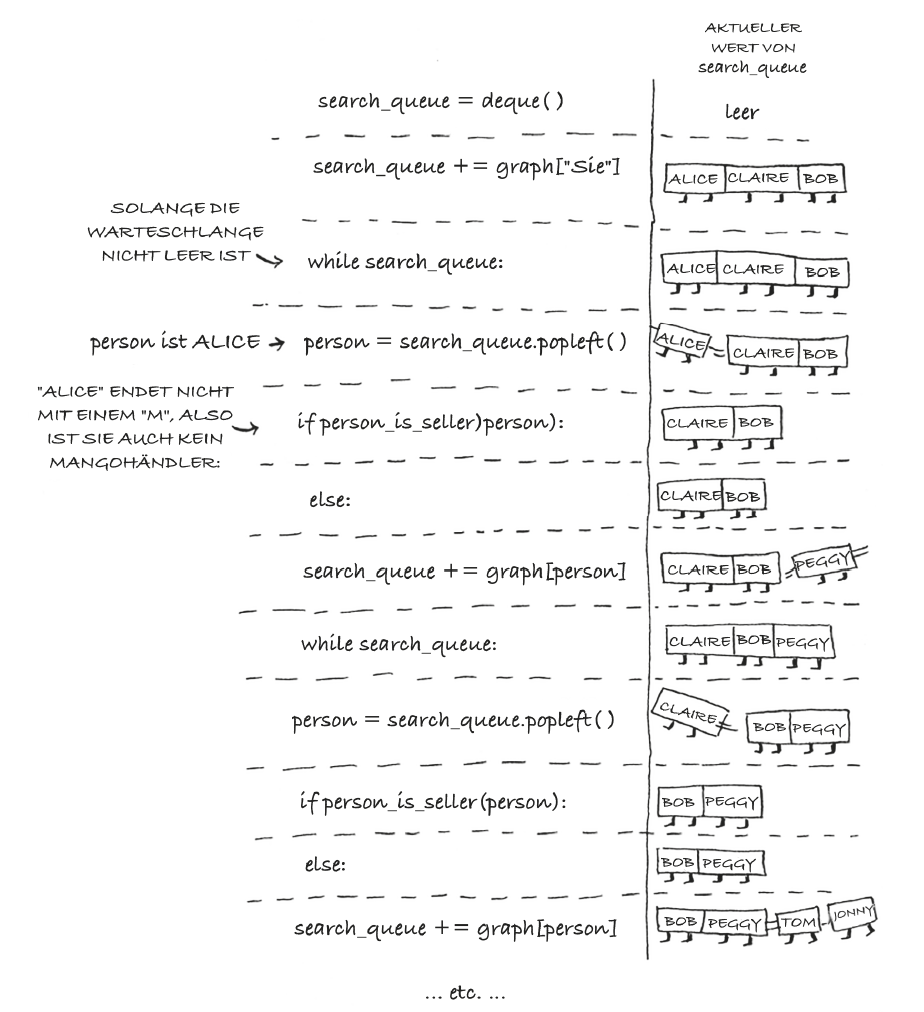 AKTUELLER
WERT VON
search_queue
search_queue = deque()
leer
search_queue += graph["Sie"]
ALICE CLAIRE BOB
SOLANGE DIE
WARTESCHLANGE
NICHT LEER IST
while search_queue:
ALICE CLAIRE BOB
person ist ALICE → person = search_queue.popleft()
ALICE CLAIRE BOB
"ALICE" ENDET NICHT
MIT EINEM "M", ALSO
IST SIE AUCH KEIN
MANGOHÄNDLER:
if person_is_seller)person):
CLAIRE BOB
else:
CLAIRE BOB
search_queue += graph[person]
CLAIRE BOB PEGGY
while search_queue:
CLAIRE BOB PEGGY
person = search_queue.popleft()
CLAIRE BOB PEGGY
if person_is_seller(person):
BOB PEGGY
else:
BOB PEGGY
search_queue += graph[person]
BOB PEGGY TOM JONNY
... etc. ...